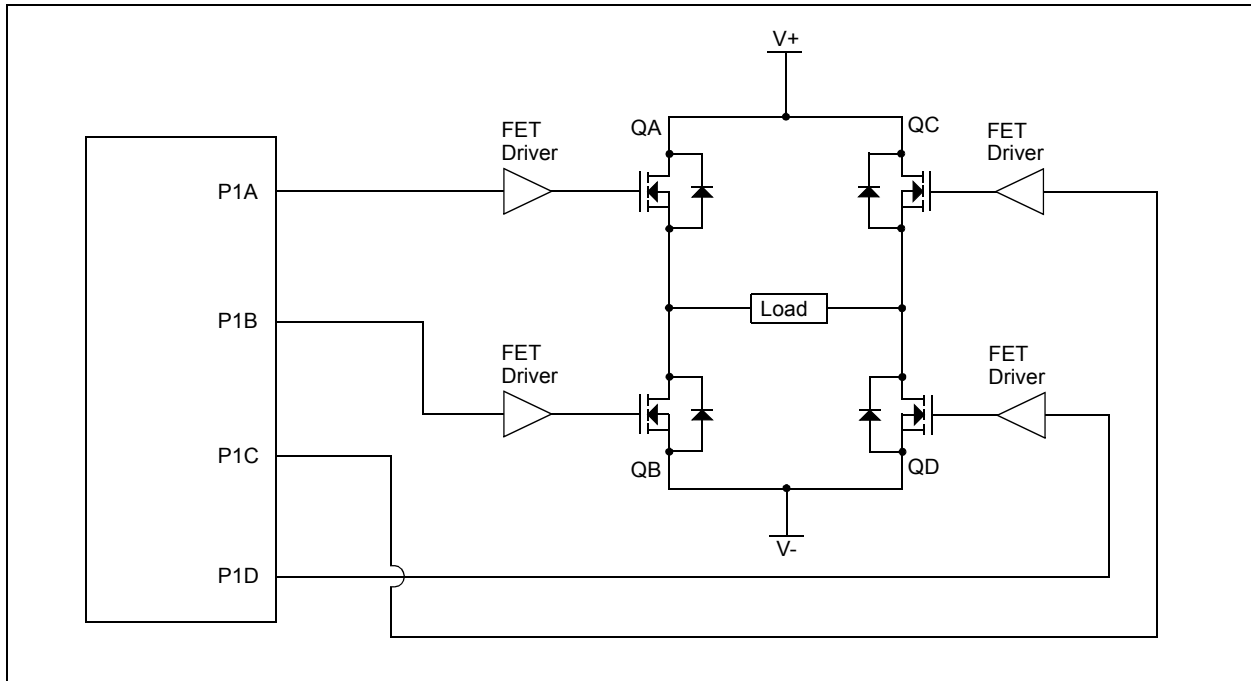 V+
QA
QC
FET
Driver
FET
Driver
P1A
P1B
Load
FET
Driver
FET
Driver
P1C
QB
QD
V-
P1D